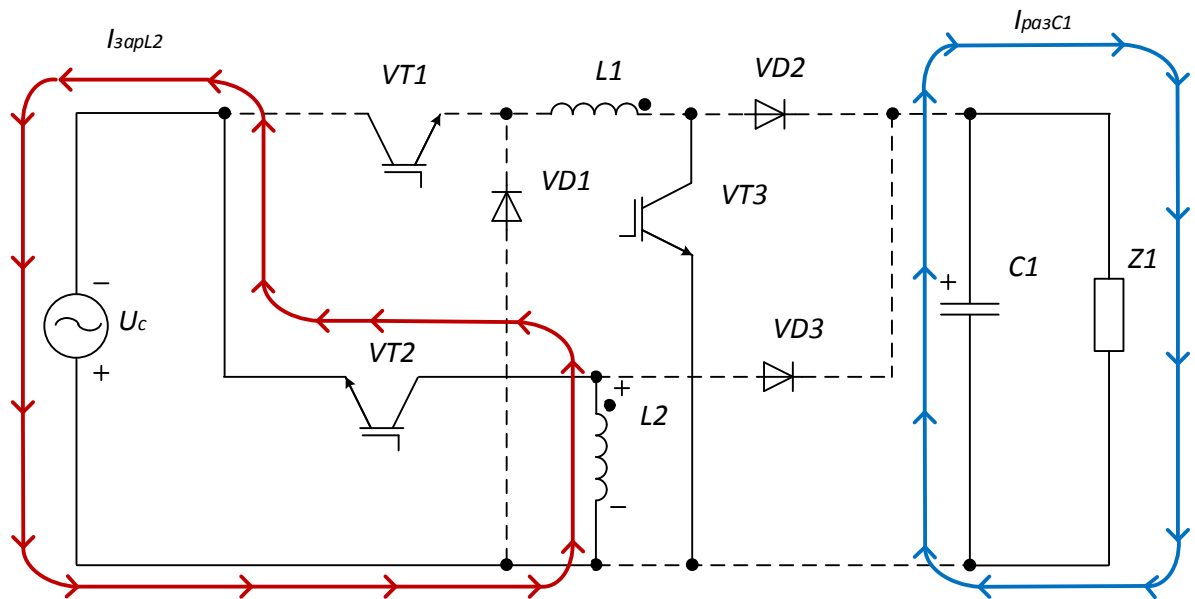 IзарL2
IразC1
VT1
L1
VD2
VD1
VT3
−
Uc
+
VT2
+
L2
−
VD3
+
C1
Z1